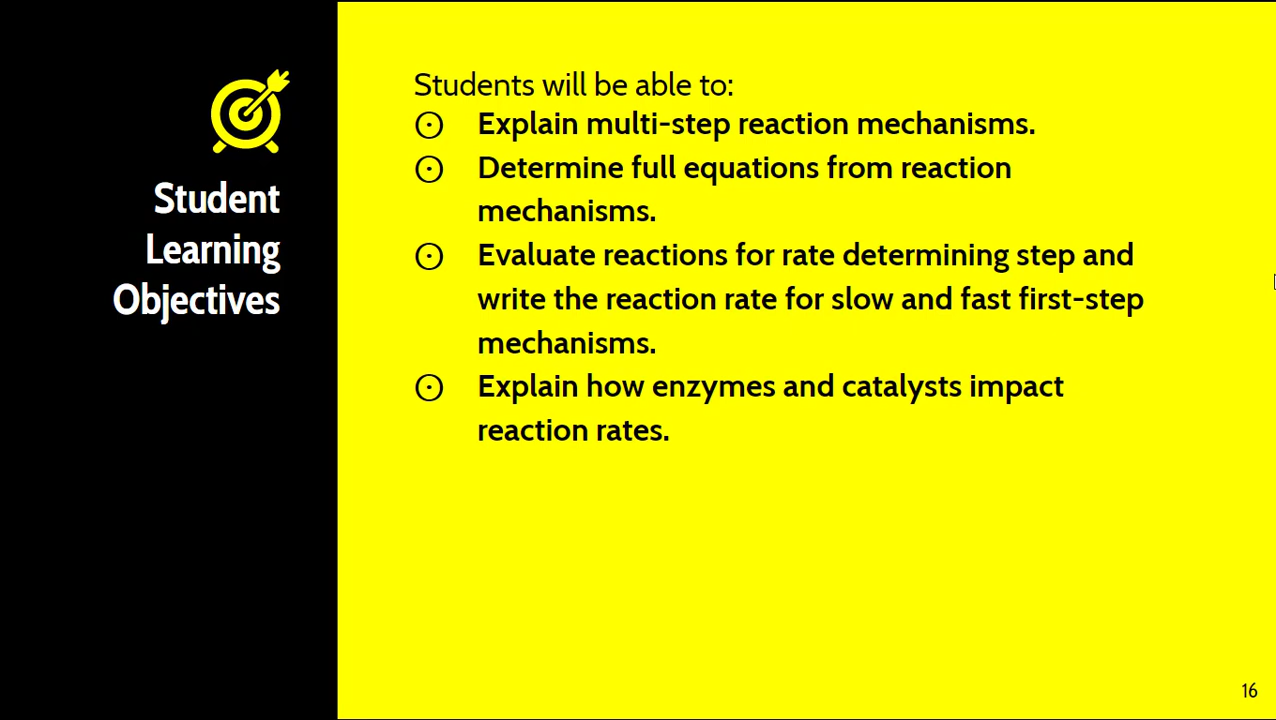 Student
Learning
Objectives
Students will be able to:
Explain multi-step reaction mechanisms.
Determine full equations from reaction
mechanisms.
Evaluate reactions for rate determining step and
write the reaction rate for slow and fast first-step
mechanisms.
Explain how enzymes and catalysts impact
reaction rates.
16